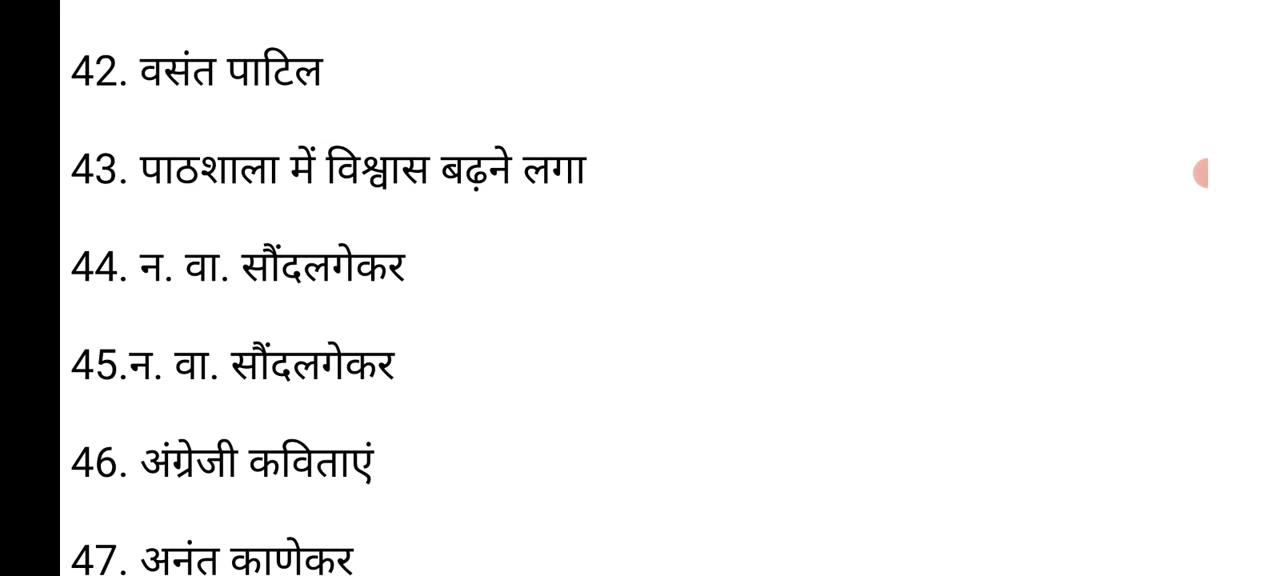 42. वसंत पाटिल
43. पाठशाला में विश्वास बढ़ने लगा
44. न. वा. सौंदलगेकर
45.न. वा. सौंदलगेकर
46. अंग्रेजी कविताएं
47. अनंत काणेकर